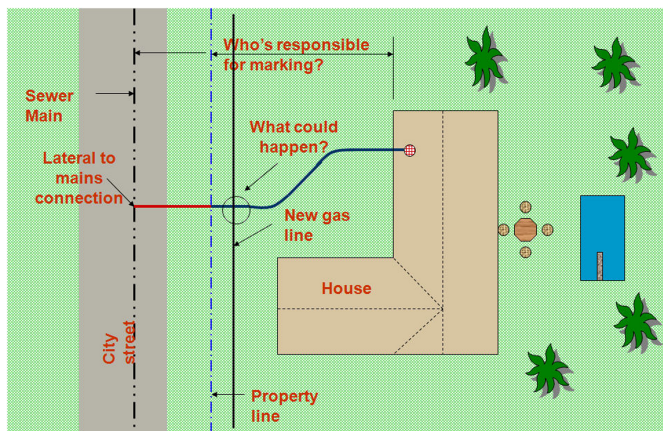 Who's responsible
for marking?
Sewer
Main
What could
happen?
Lateral to
mains
connection
New gas
line
House
City
street
Property
line